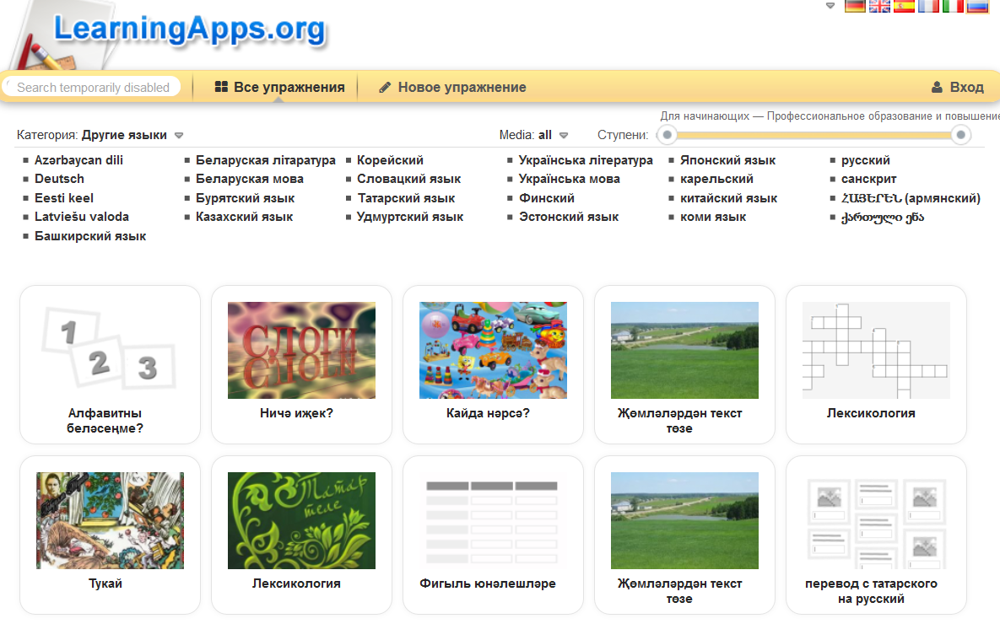 LearningApps.org
Search temporarily disabled
Все упражнения
Новое упражнение
Вход
Для начинающих — Профессиональное образование и повышение
Категория: Другие языки
Media: all
Ступени:
Azərbaycan dili
Беларуская літаратура
Корейский
Українська література
Японский язык
русский
Deutsch
Беларуская мова
Словацкий язык
Українська мова
карельский
санскрит
Eesti keel
Бурятский язык
Татарский язык
Финский
китайский язык
ՀԱՅԵՐԵՆ (армянский)
Latviešu valoda
Казахский язык
Удмуртский язык
Эстонский язык
коми язык
ქართული ენა
Башкирский язык
1
2
3
СЛОГИ
СЛОГИ
Алфавитны
беләсеңме?
Ничә иҗек?
Кайда нәрсә?
Җөмләләрдән текст
төзе
Лексикология
Татар
теле
Тукай
Лексикология
Фигыль юнәлешләре
Җөмләләрдән текст
төзе
перевод с татарского
на русский